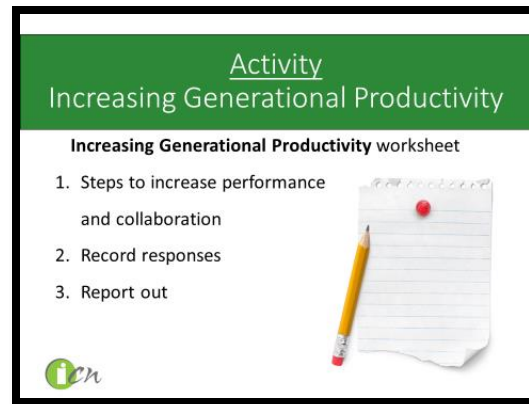 Activity
Increasing Generational Productivity
Increasing Generational Productivity worksheet
1. Steps to increase performance
and collaboration
2. Record responses
3. Report out
icn